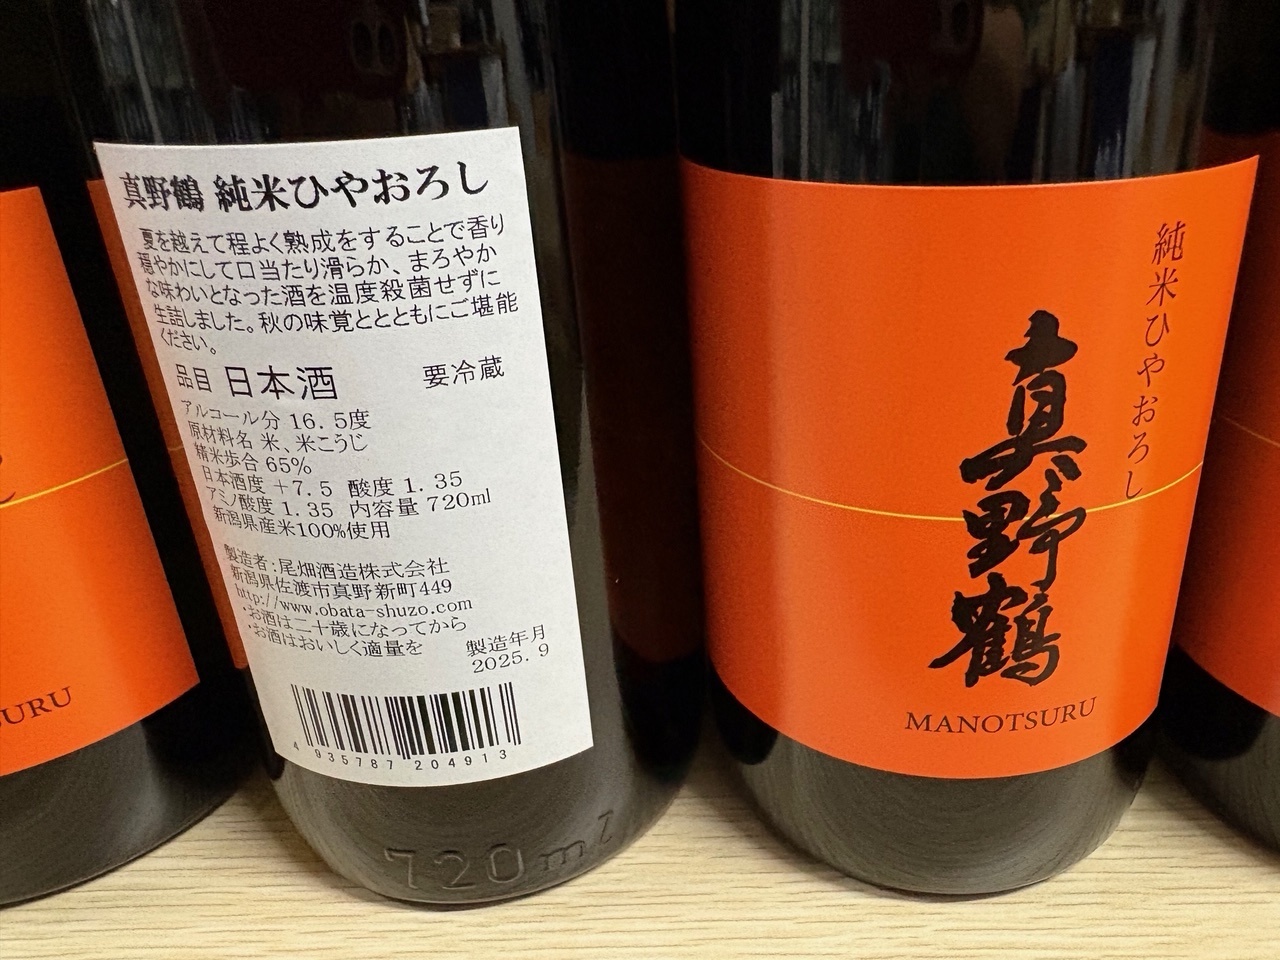 真野鶴 純米ひやおろし
夏を越えて程よく熟成をすることで香り
穏やかにして口当たり滑らか、まろやか
な味わいとなった酒を温度殺菌せずに
生詰しました。秋の味覚ととともにご堪能
ください。
品目 日本酒 要冷蔵
アルコール分 16.5度
原材料名 米、米こうじ
精米歩合 65%
日本酒度 +7.5 酸度 1.35
アミノ酸度 1.35 内容量 720ml
新潟県産米100%使用
製造者:尾畑酒造株式会社
新潟県佐渡市真野新町449
http://www.obata-shuzo.com
・お酒は二十歳になってから
・お酒はおいしく適量を
製造年月
2025.9
4 935787 204913
720ml
純米ひやおろし
真野鶴
MANOTSURU
URU